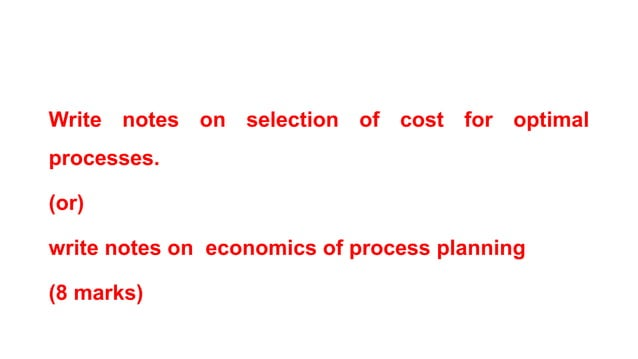 Write notes on selection of cost for optimal
processes.
(or)
write notes on economics of process planning
(8 marks)